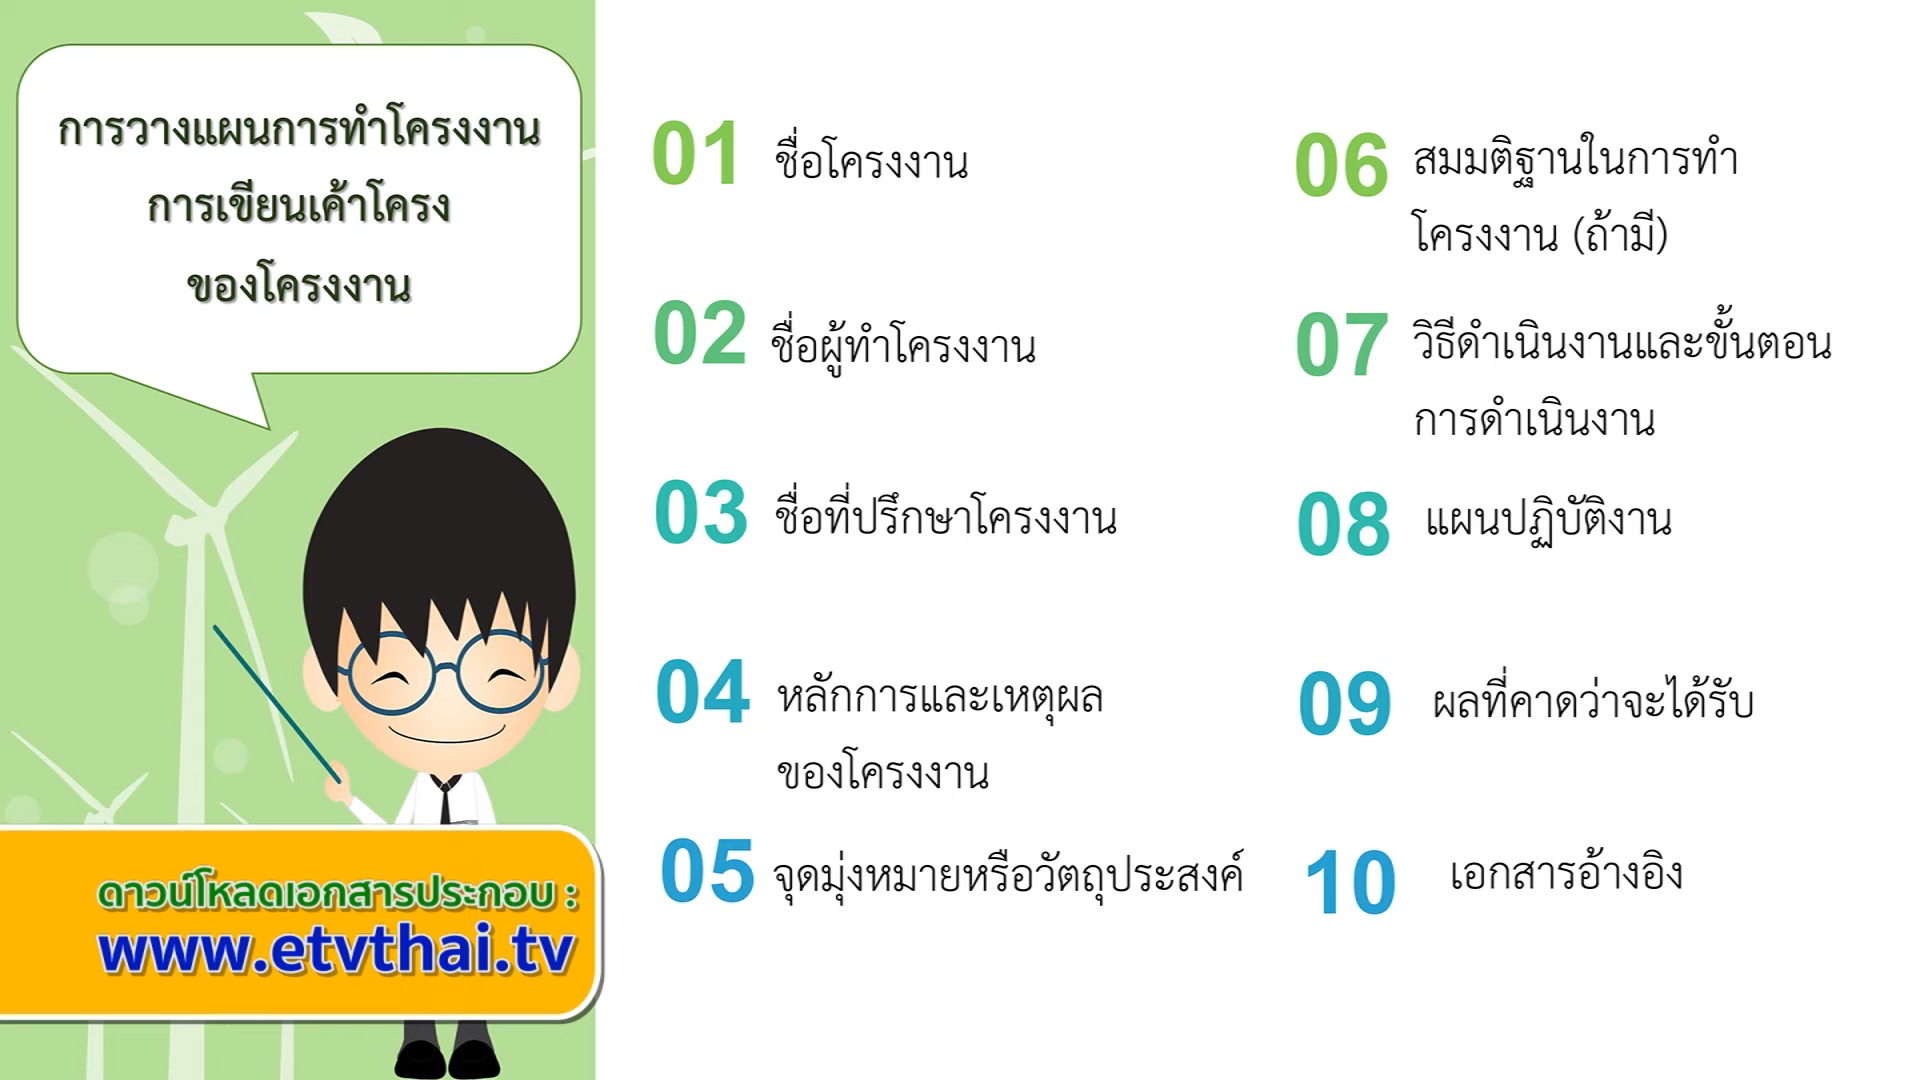 การวางแผนการทำโครงงาน
การเขียนเค้าโครง
ของโครงงาน
01 ชื่อโครงงาน
02 ชื่อผู้ทำโครงงาน
03 ชื่อที่ปรึกษาโครงงาน
04 หลักการและเหตุผล
ของโครงงาน
05 จุดมุ่งหมายหรือวัตถุประสงค์
06 สมมติฐานในการทำ
โครงงาน (ถ้ามี)
07 วิธีดำเนินงานและขั้นตอน
การดำเนินงาน
08 แผนปฏิบัติงาน
09 ผลที่คาดว่าจะได้รับ
10 เอกสารอ้างอิง
ดาวน์โหลดเอกสารประกอบ :
www.etvthai.tv